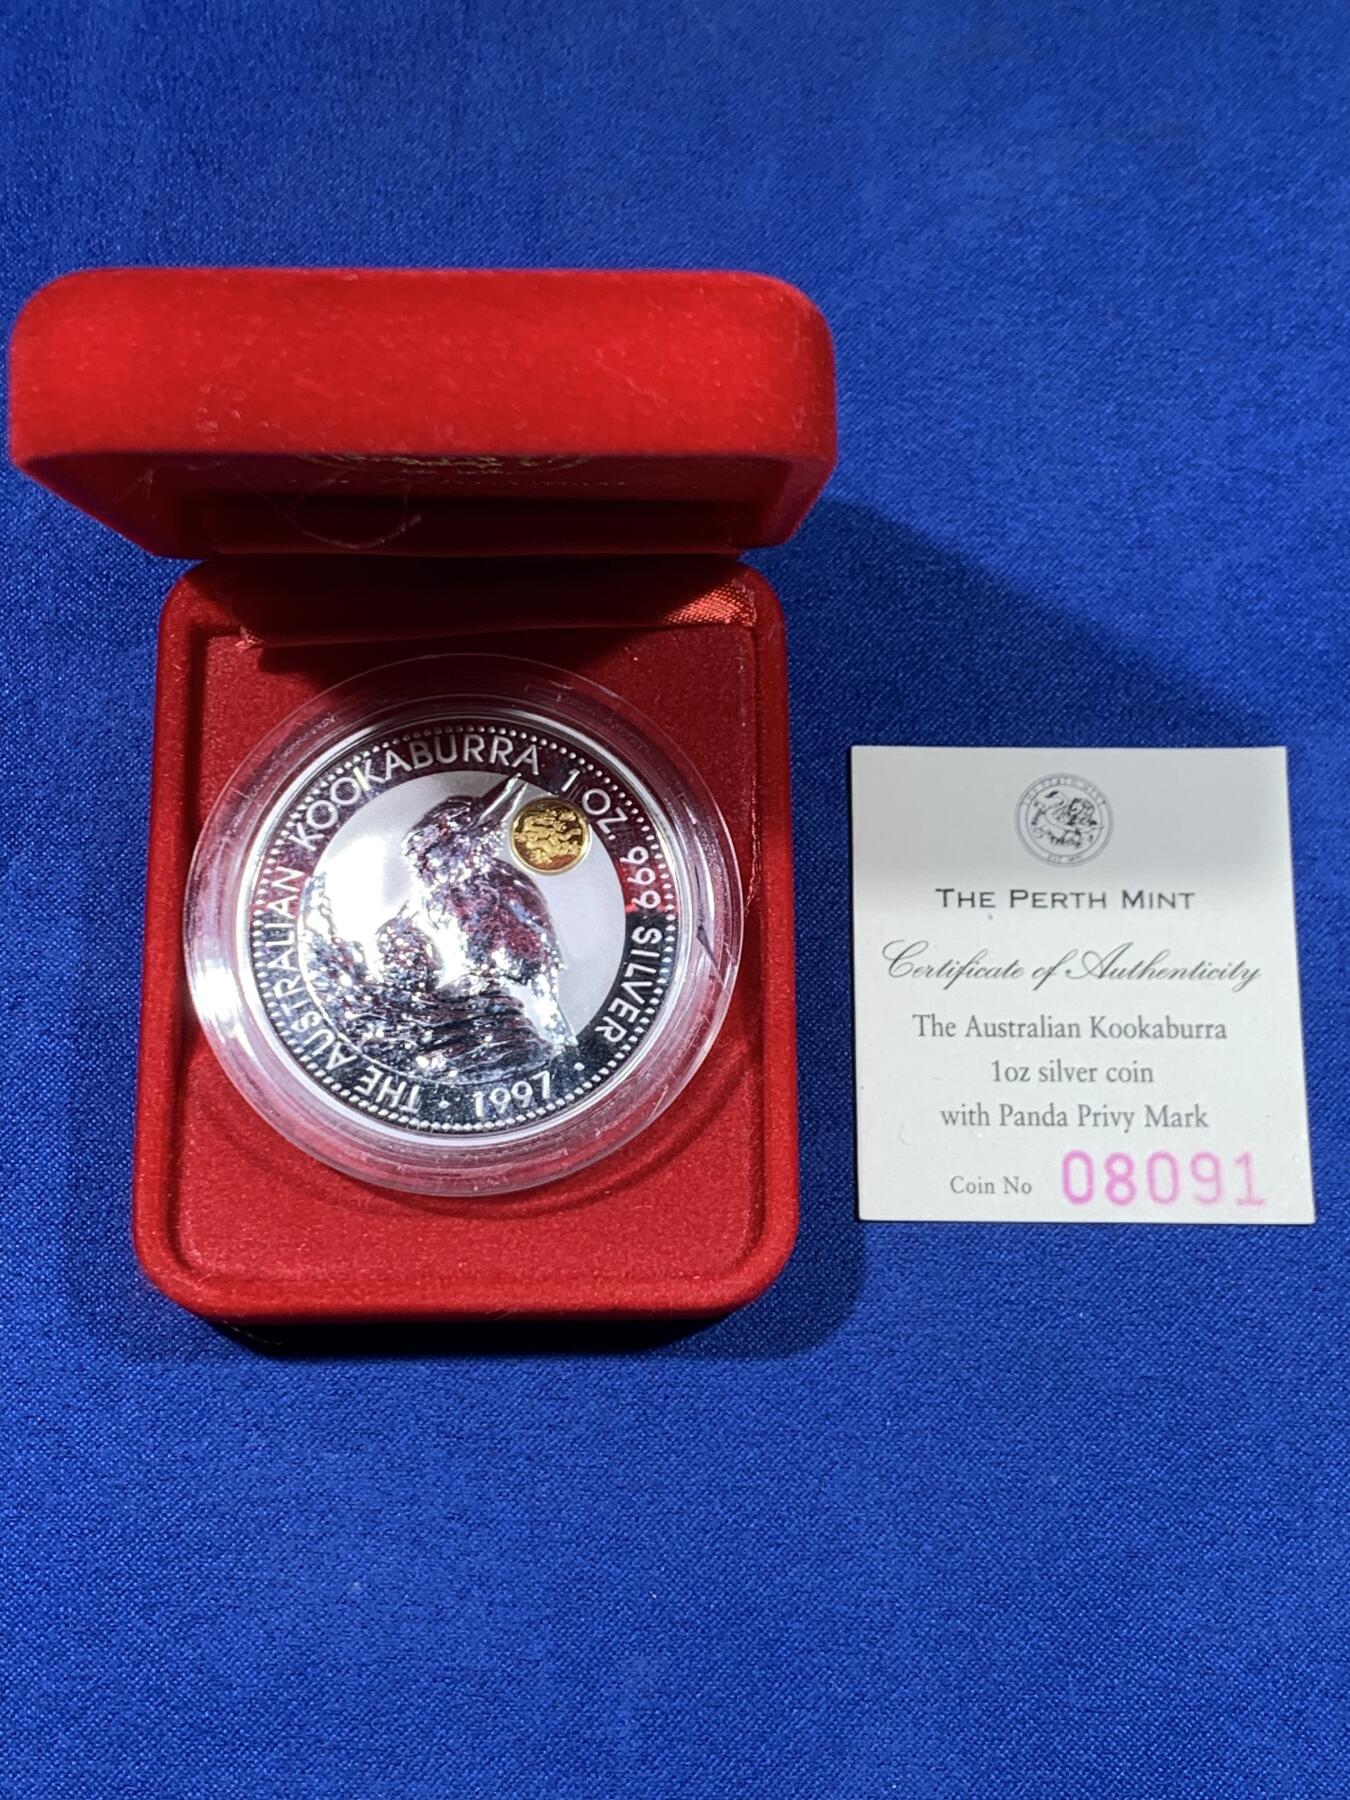 THE AUSTRALIAN KOOKABURRA 1 OZ. 999 SILVER
· 1997 ·
THE PERTH MINT
Certificate of Authenticity
The Australian Kookaburra
1oz silver coin
with Panda Privy Mark
Coin No 08091